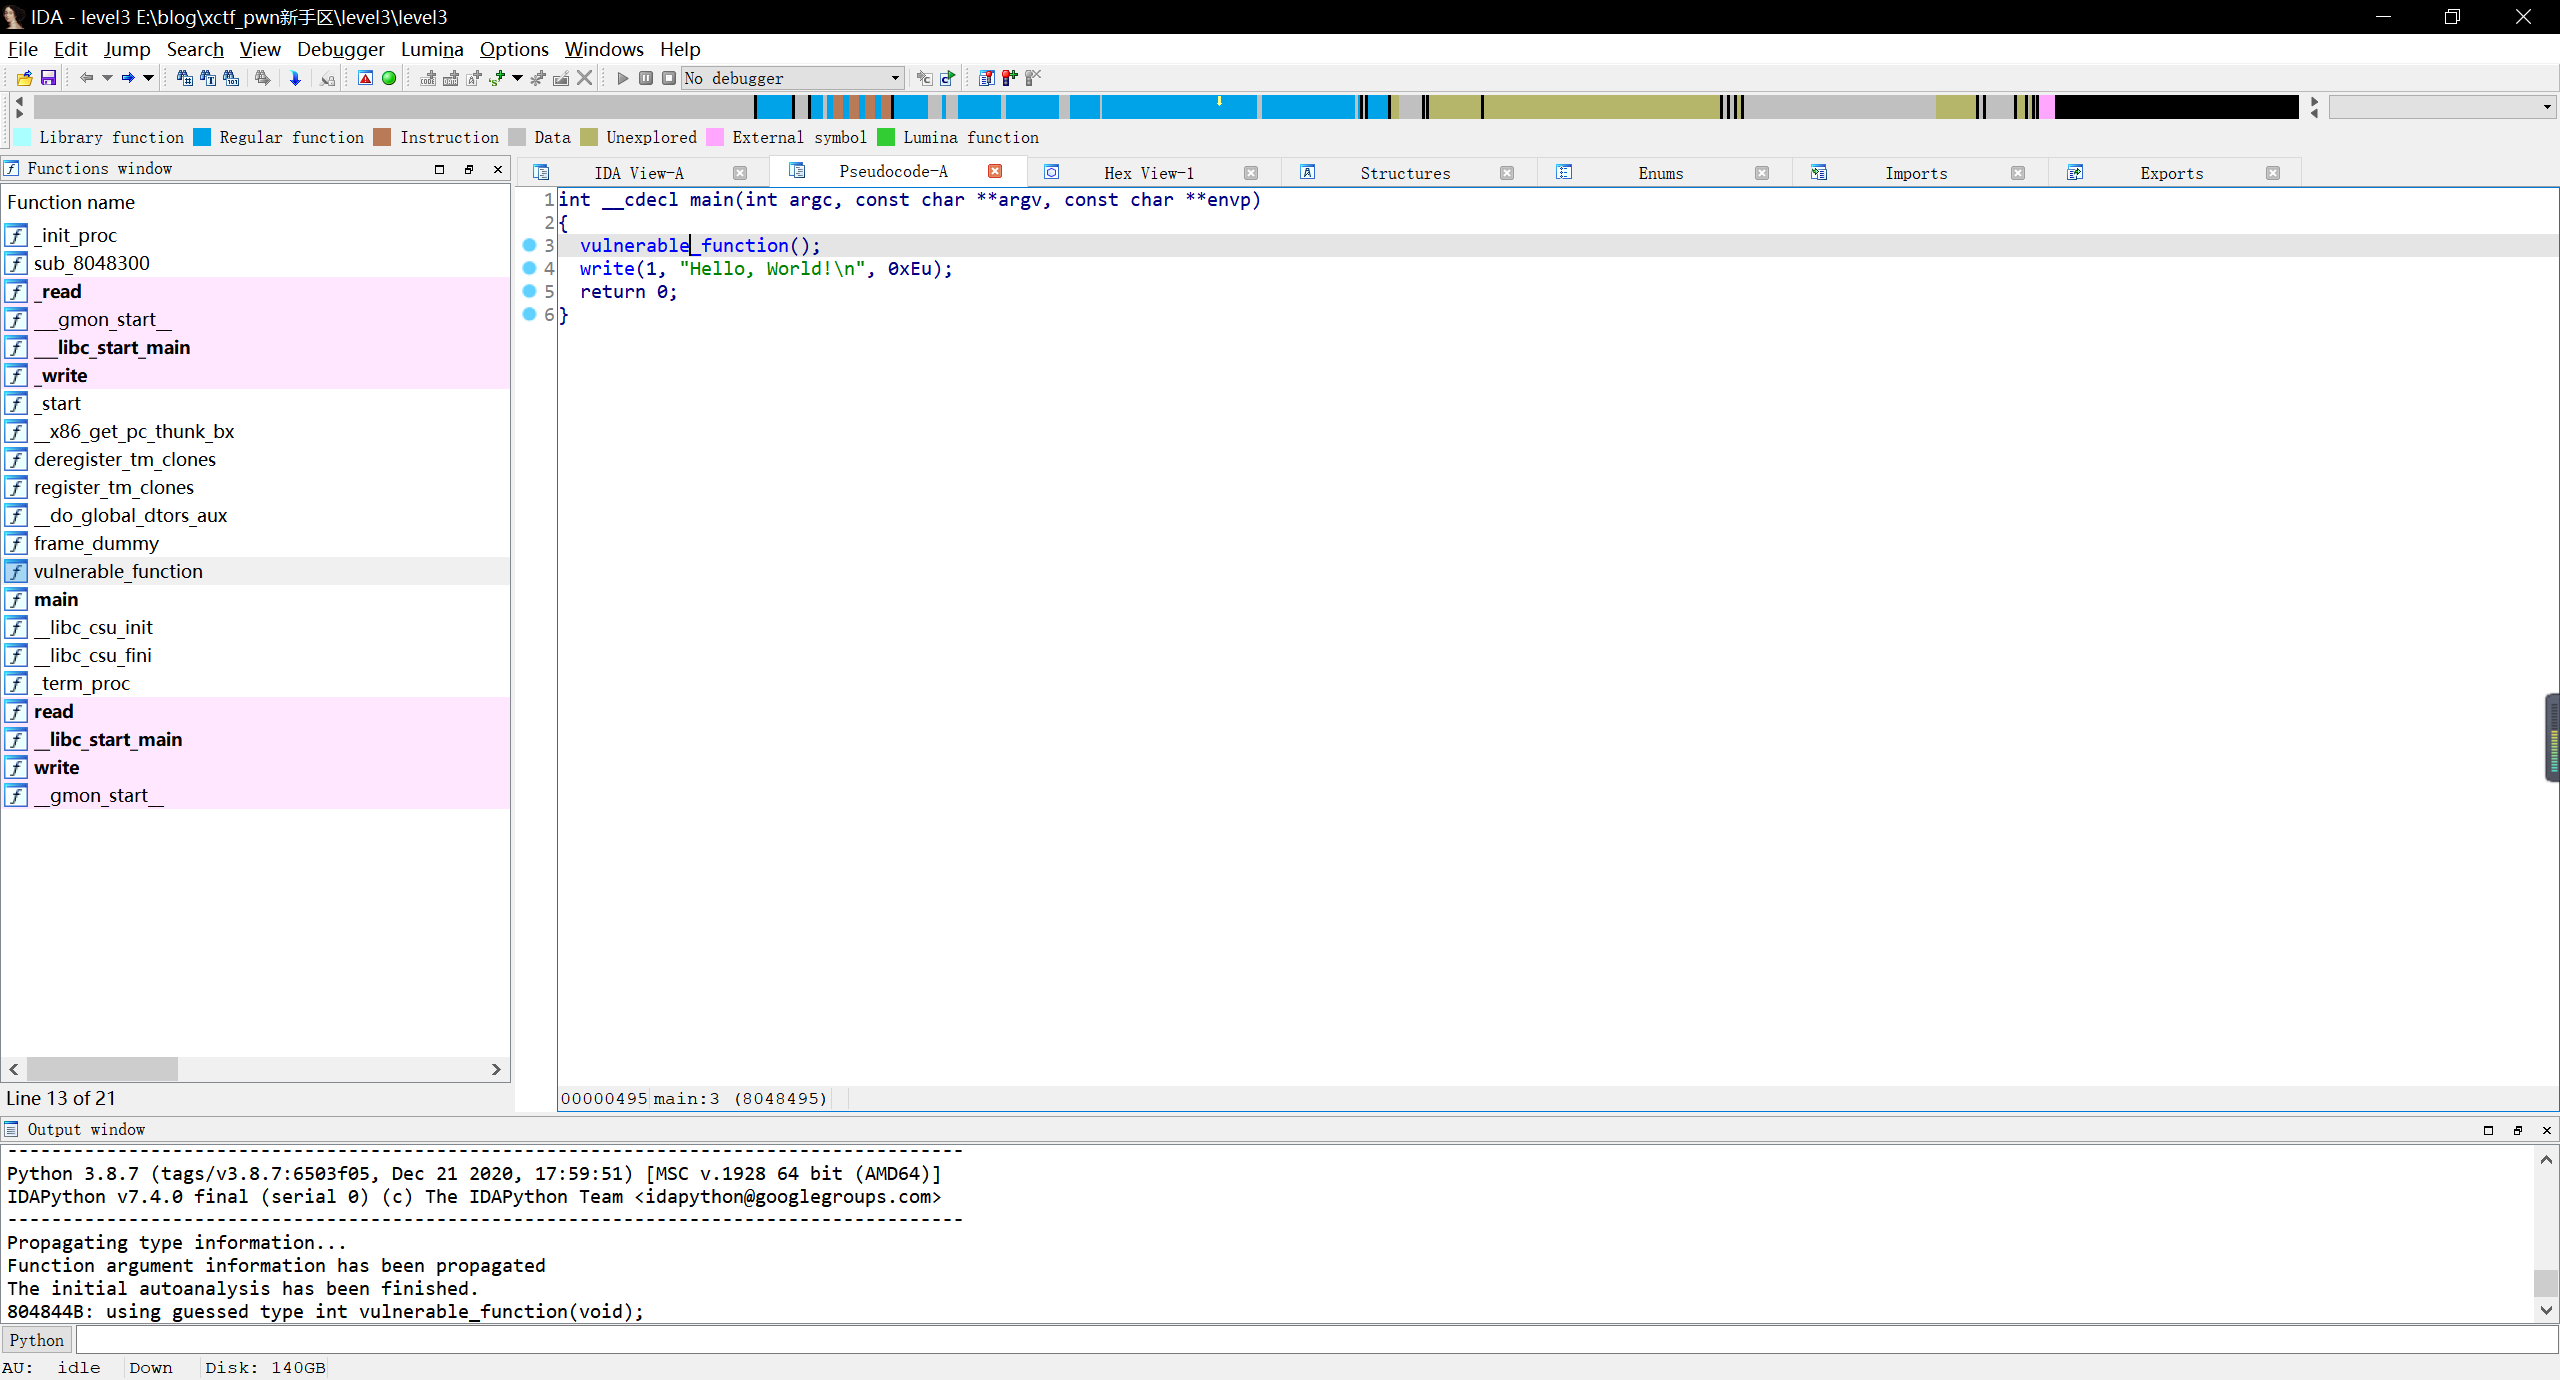 IDA - level3 E:\blog\xctf_pwn新手区\level3\level3
File Edit Jump Search View Debugger Lumina Options Windows Help
No debugger
Library function Regular function Instruction Data Unexplored External symbol Lumina function
Functions window
Function name
_init_proc
sub_8048300
_read
__gmon_start__
___libc_start_main
_write
_start
__x86_get_pc_thunk_bx
deregister_tm_clones
register_tm_clones
__do_global_dtors_aux
frame_dummy
vulnerable_function
main
__libc_csu_init
__libc_csu_fini
_term_proc
read
__libc_start_main
write
__gmon_start__
Line 13 of 21
IDA View-A Pseudocode-A Hex View-1 Structures Enums Imports Exports
1 int __cdecl main(int argc, const char **argv, const char **envp)
2 {
3 vulnerable_function();
4 write(1, "Hello, World!\n", 0xEu);
5 return 0;
6 }
00000495 main:3 (8048495)
Output window
---------------------------------------------------------------------------------------
Python 3.8.7 (tags/v3.8.7:6503f05, Dec 21 2020, 17:59:51) [MSC v.1928 64 bit (AMD64)]
IDAPython v7.4.0 final (serial 0) (c) The IDAPython Team <idapython@googlegroups.com>
---------------------------------------------------------------------------------------
Propagating type information...
Function argument information has been propagated
The initial autoanalysis has been finished.
804844B: using guessed type int vulnerable_function(void);
Python
AU: idle Down Disk: 140GB